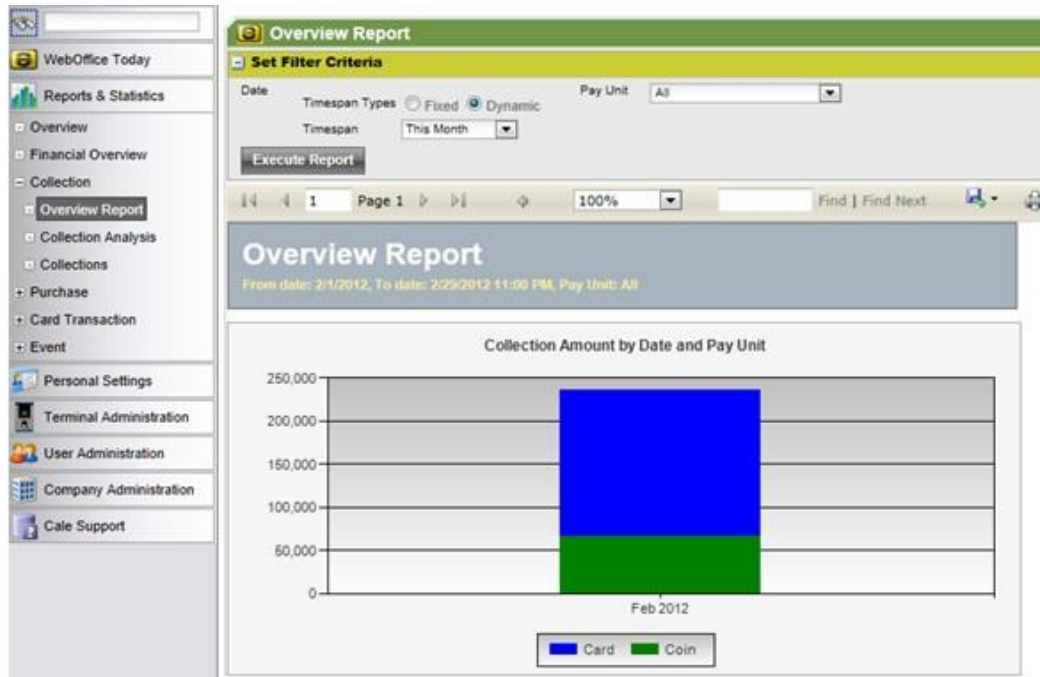 WebOffice Today
Reports & Statistics
Overview
Financial Overview
Collection
Overview Report
Collection Analysis
Collections
Purchase
Card Transaction
Event
Personal Settings
Terminal Administration
User Administration
Company Administration
Cale Support
Overview Report
Set Filter Criteria
Date
Timespan Types Fixed Dynamic
Pay Unit All
Timespan This Month
Execute Report
1 Page 1 100% Find | Find Next
Overview Report
From date: 2/1/2012, To date: 2/29/2012 11:00 PM, Pay Unit: All
Collection Amount by Date and Pay Unit
250,000
200,000
150,000
100,000
50,000
0
Feb 2012
Card Coin